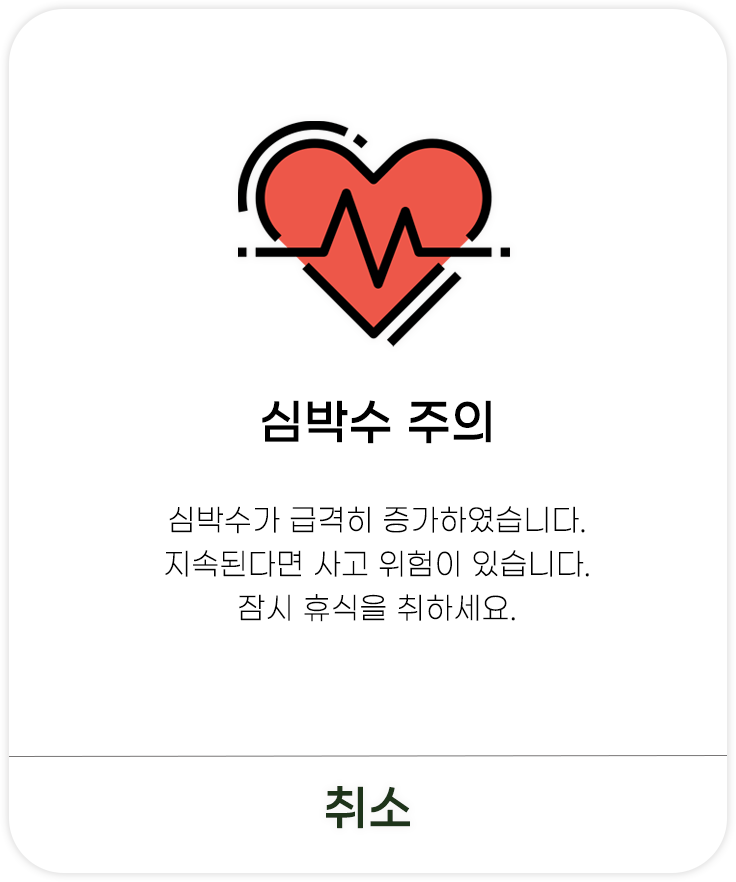 심박수 주의
심박수가 급격히 증가하였습니다.
지속된다면 사고 위험이 있습니다.
잠시 휴식을 취하세요.
취소